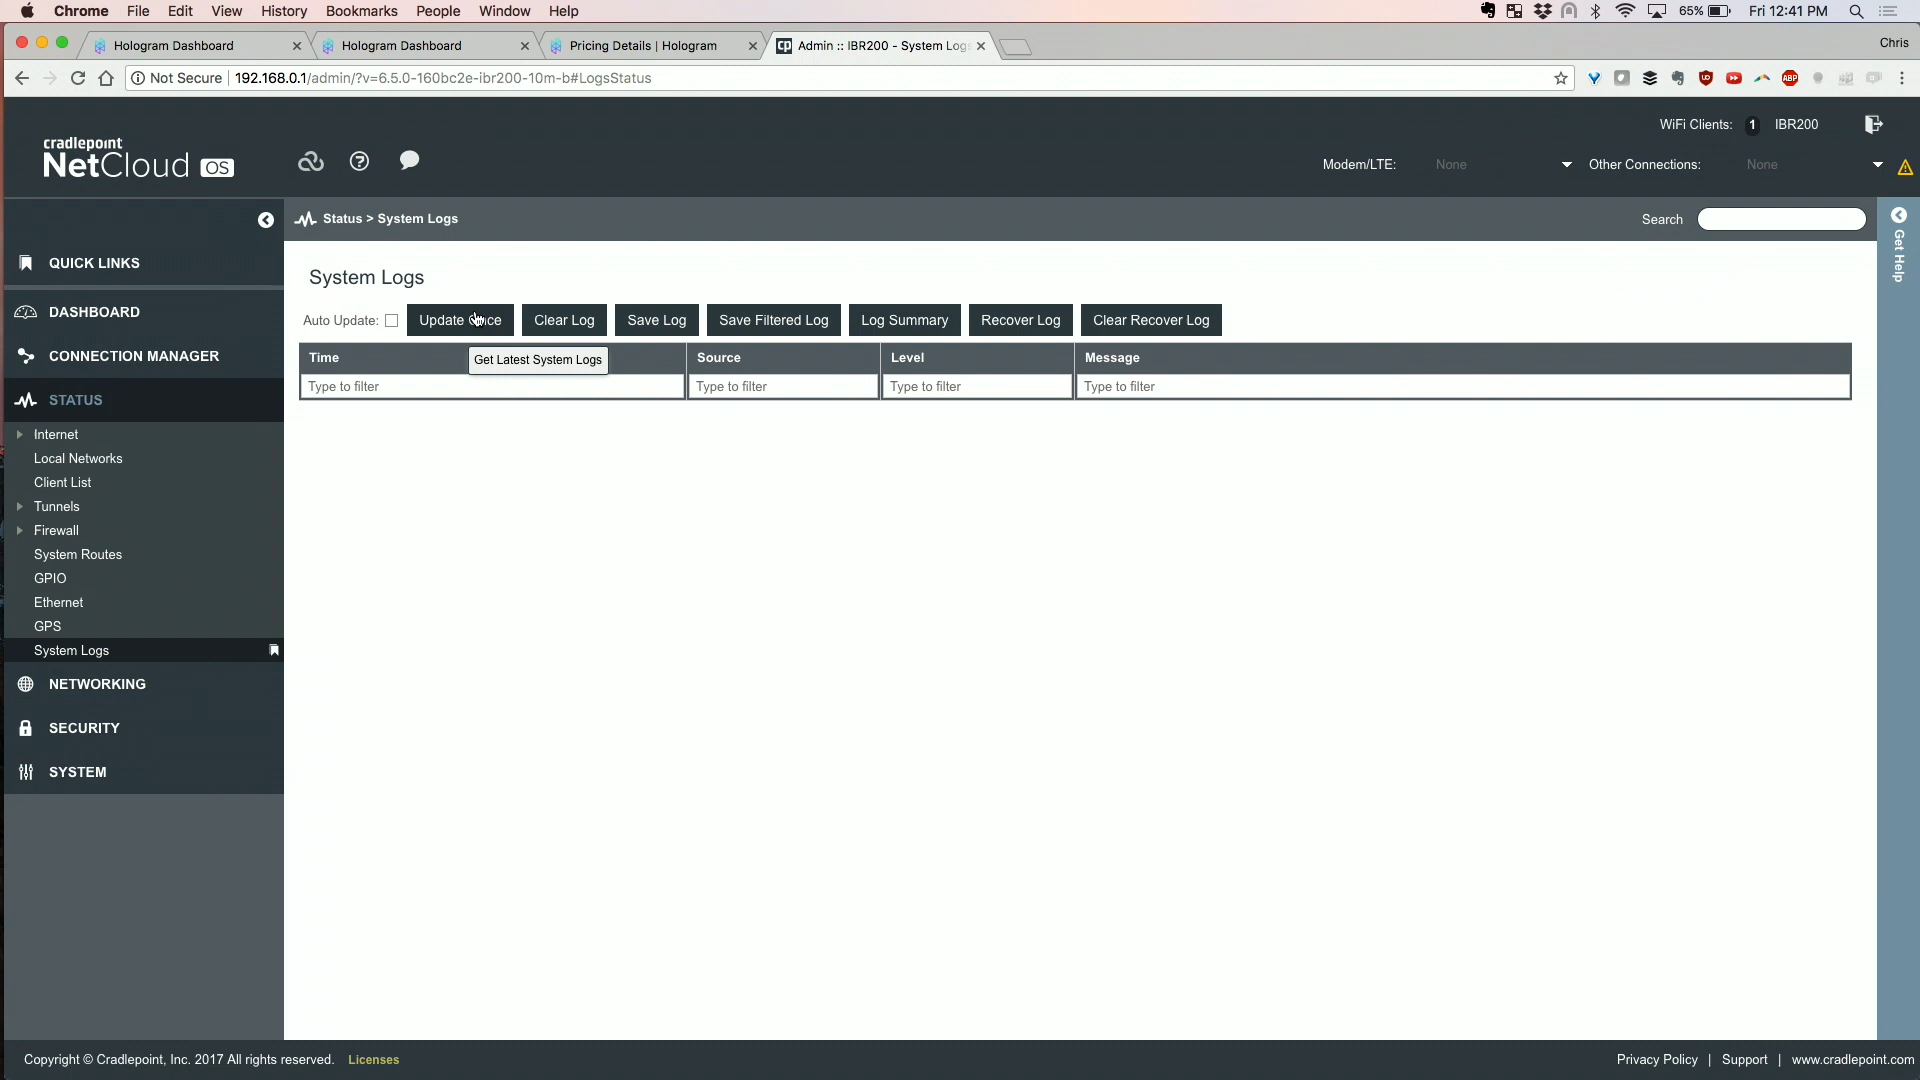 Chrome File Edit View History Bookmarks People Window Help 65% Fri 12:41 PM
Hologram Dashboard Hologram Dashboard Pricing Details | Hologram cp Admin :: IBR200 - System Logs Chris
Not Secure 192.168.0.1/admin/?v=6.5.0-160bc2e-ibr200-10m-b#LogsStatus ABP
WiFi Clients: 1 IBR200
cradlepoint
NetCloud OS
Modem/LTE: None Other Connections: None
Status > System Logs
Search
Get Help
QUICK LINKS
DASHBOARD
CONNECTION MANAGER
STATUS
Internet
Local Networks
Client List
Tunnels
Firewall
System Routes
GPIO
Ethernet
GPS
System Logs
NETWORKING
SECURITY
SYSTEM
System Logs
Auto Update: Update Once Clear Log Save Log Save Filtered Log Log Summary Recover Log Clear Recover Log
Time Source Level Message
Get Latest System Logs
Type to filter Type to filter Type to filter Type to filter
Copyright © Cradlepoint, Inc. 2017 All rights reserved. Licenses
Privacy Policy | Support | www.cradlepoint.com